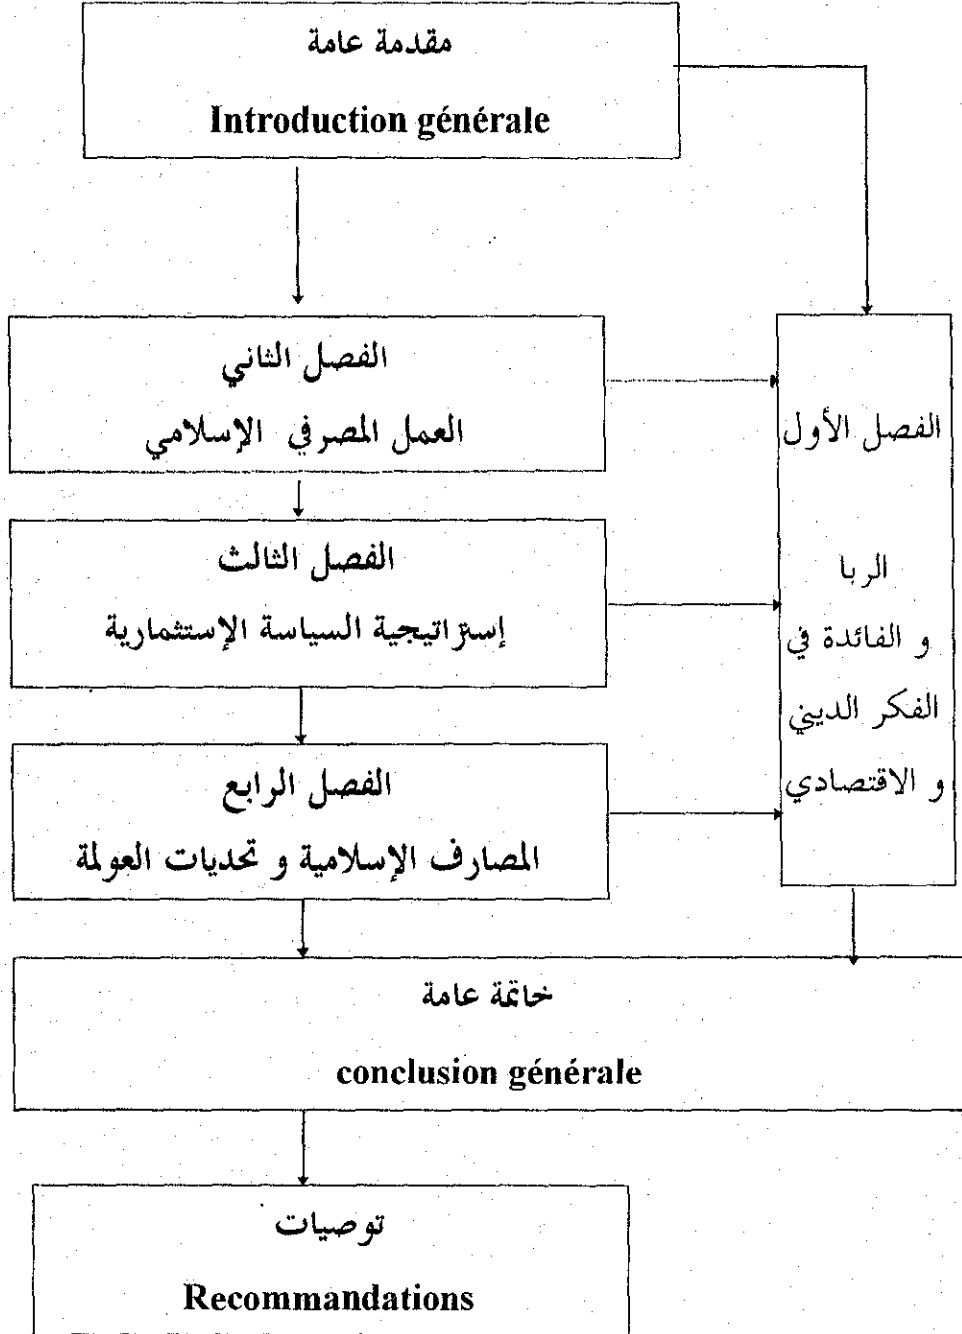 مقدمة عامة
Introduction générale
الفصل الثاني
العمل المصرفي الإسلامي
الفصل الثالث
إستراتيجية السياسة الإستثمارية
الفصل الرابع
المصارف الإسلامية و تحديات العولمة
الفصل الأول
الربا
و الفائدة في
الفكر الديني
و الاقتصادي
خاتمة عامة
conclusion générale
توصيات
Recommandations